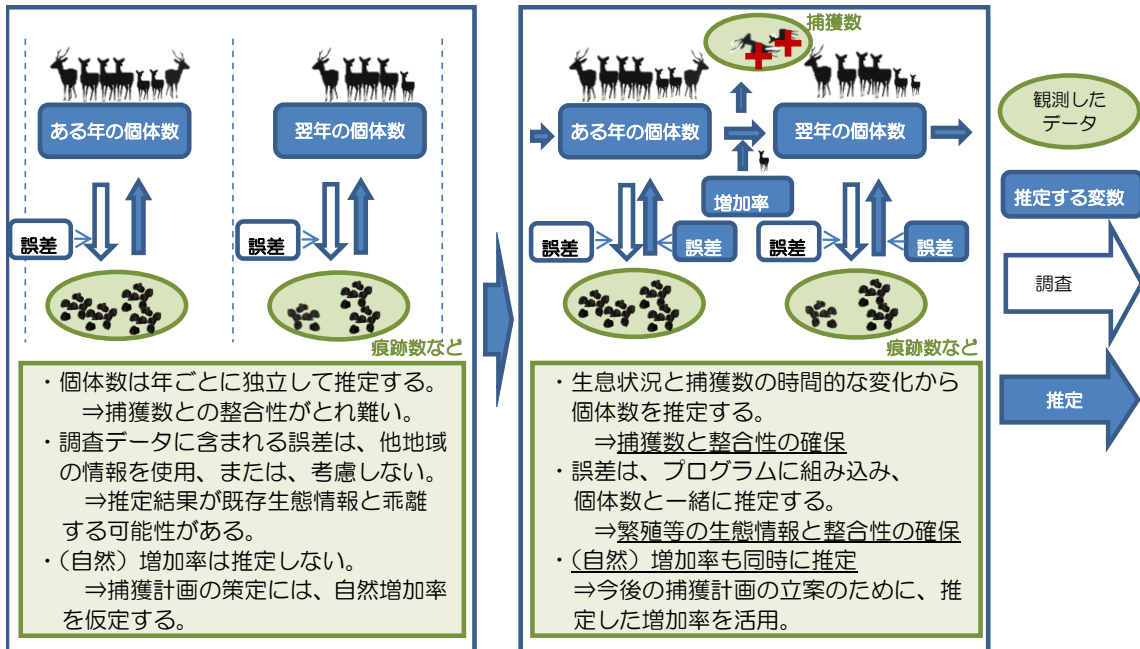 ある年の個体数
翌年の個体数
誤差
誤差
痕跡数など
・個体数は年ごとに独立して推定する。
⇒捕獲数との整合性がとれ難い。
・調査データに含まれる誤差は、他地域
の情報を使用、または、考慮しない。
⇒推定結果が既存生態情報と乖離
する可能性がある。
・（自然）増加率は推定しない。
⇒捕獲計画の策定には、自然増加率
を仮定する。
捕獲数
ある年の個体数
翌年の個体数
増加率
誤差
誤差
誤差
誤差
痕跡数など
・生息状況と捕獲数の時間的な変化から
個体数を推定する。
⇒捕獲数と整合性の確保
・誤差は、プログラムに組み込み、
個体数と一緒に推定する。
⇒繁殖等の生態情報と整合性の確保
・（自然）増加率も同時に推定
⇒今後の捕獲計画の立案のために、推
定した増加率を活用。
観測した
データ
推定する変数
調査
推定